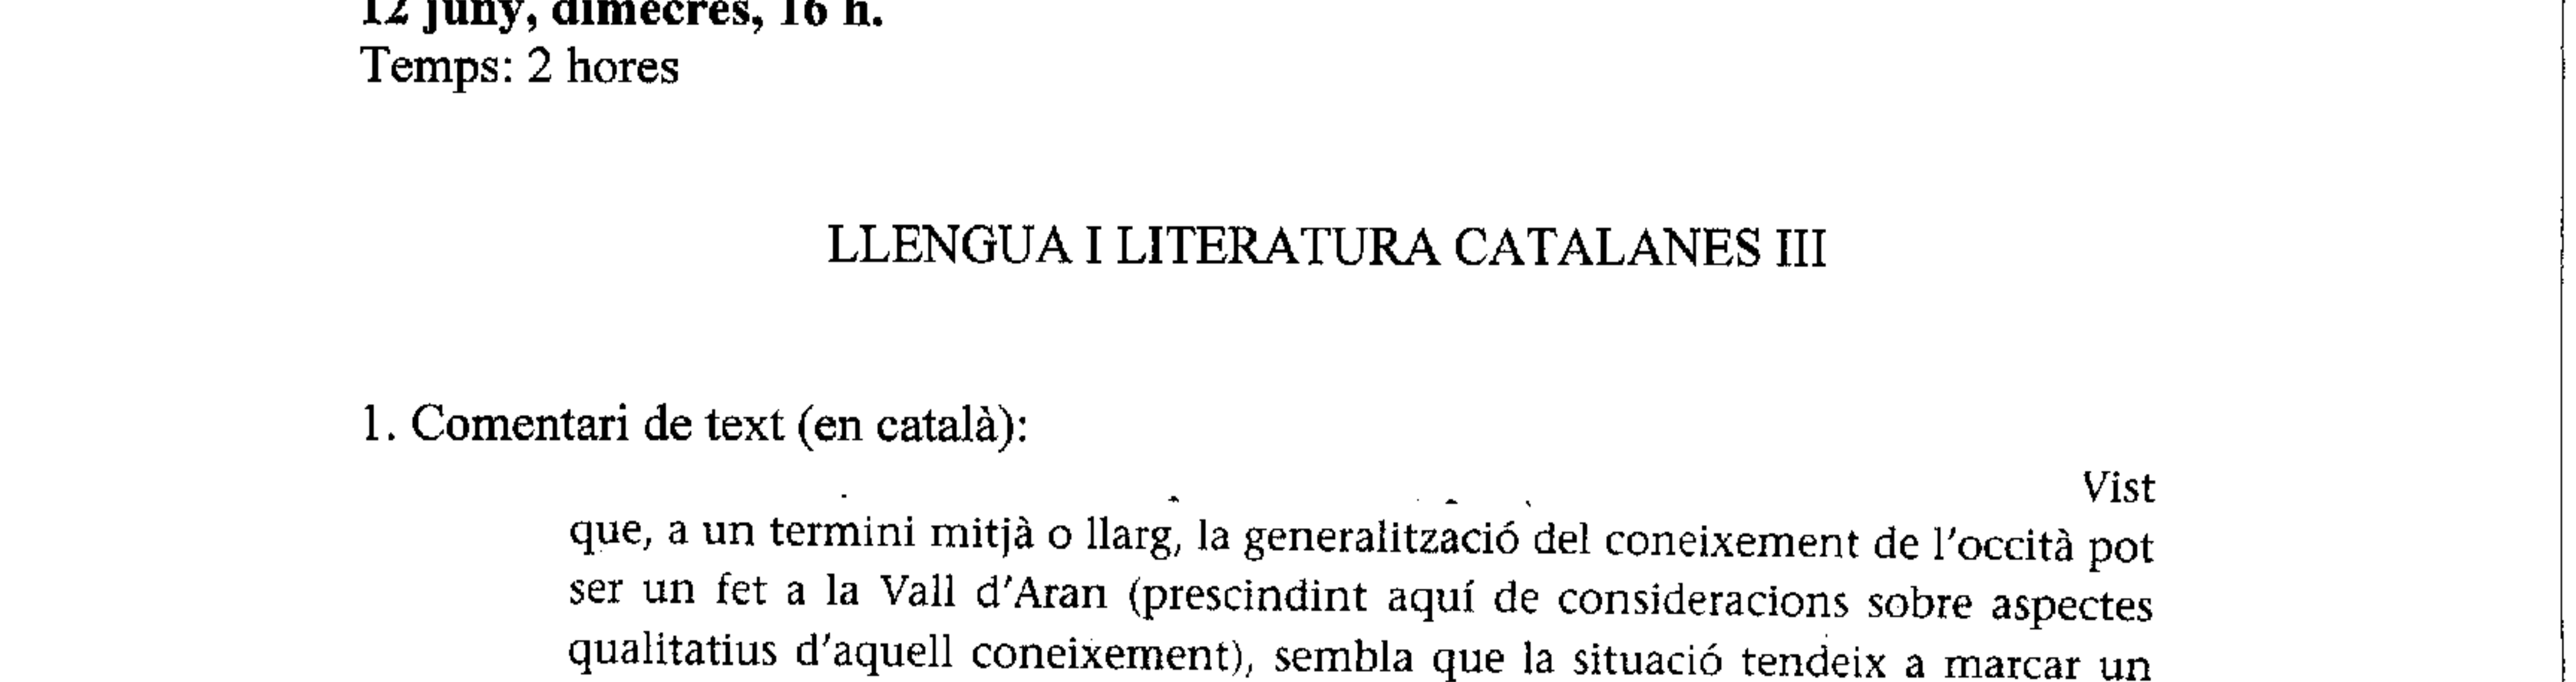 12 juny, dimecres, 16 h.
Temps: 2 hores
LLENGUA I LITERATURA CATALANES III
1. Comentari de text (en català):
Vist
que, a un termini mitjà o llarg, la generalització del coneixement de l'occità pot
ser un fet a la Vall d'Aran (prescindint aquí de consideracions sobre aspectes
qualitatius d'aquell coneixement), sembla que la situació tendeix a marcar un